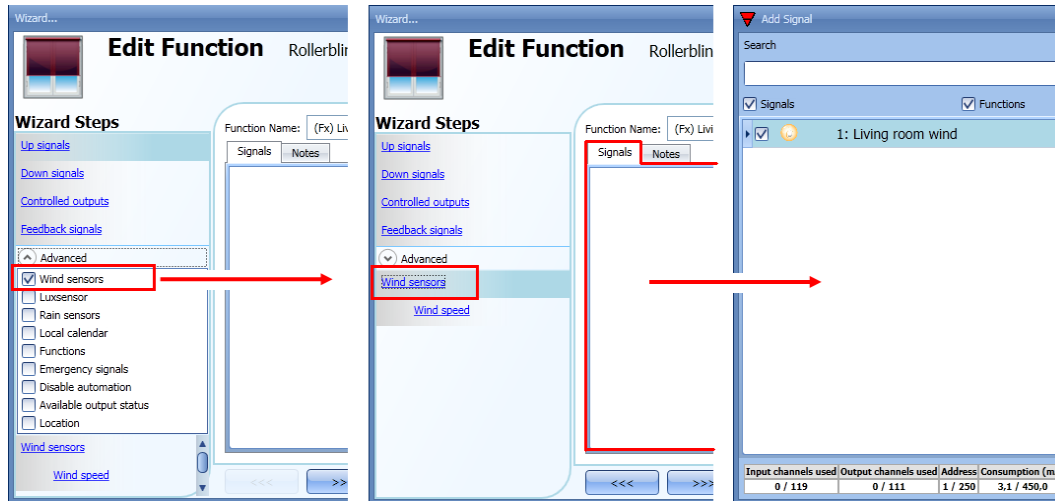 Wizard...
Edit Function Rollerblin
Wizard Steps
Up signals
Down signals
Controlled outputs
Feedback signals
Advanced
Wind sensors
Luxsensor
Rain sensors
Local calendar
Functions
Emergency signals
Disable automation
Available output status
Location
Wind sensors
Wind speed
Function Name: (Fx) Liv
Signals Notes
<<< >>
Wizard...
Edit Function Rollerblin
Wizard Steps
Up signals
Down signals
Controlled outputs
Feedback signals
Advanced
Wind sensors
Wind speed
Function Name: (Fx) Livi
Signals Notes
<<< >>>
Add Signal
Search
Signals Functions
1: Living room wind
Input channels used Output channels used Address Consumption (m
0 / 119 0 / 111 1 / 250 3,1 / 450,0